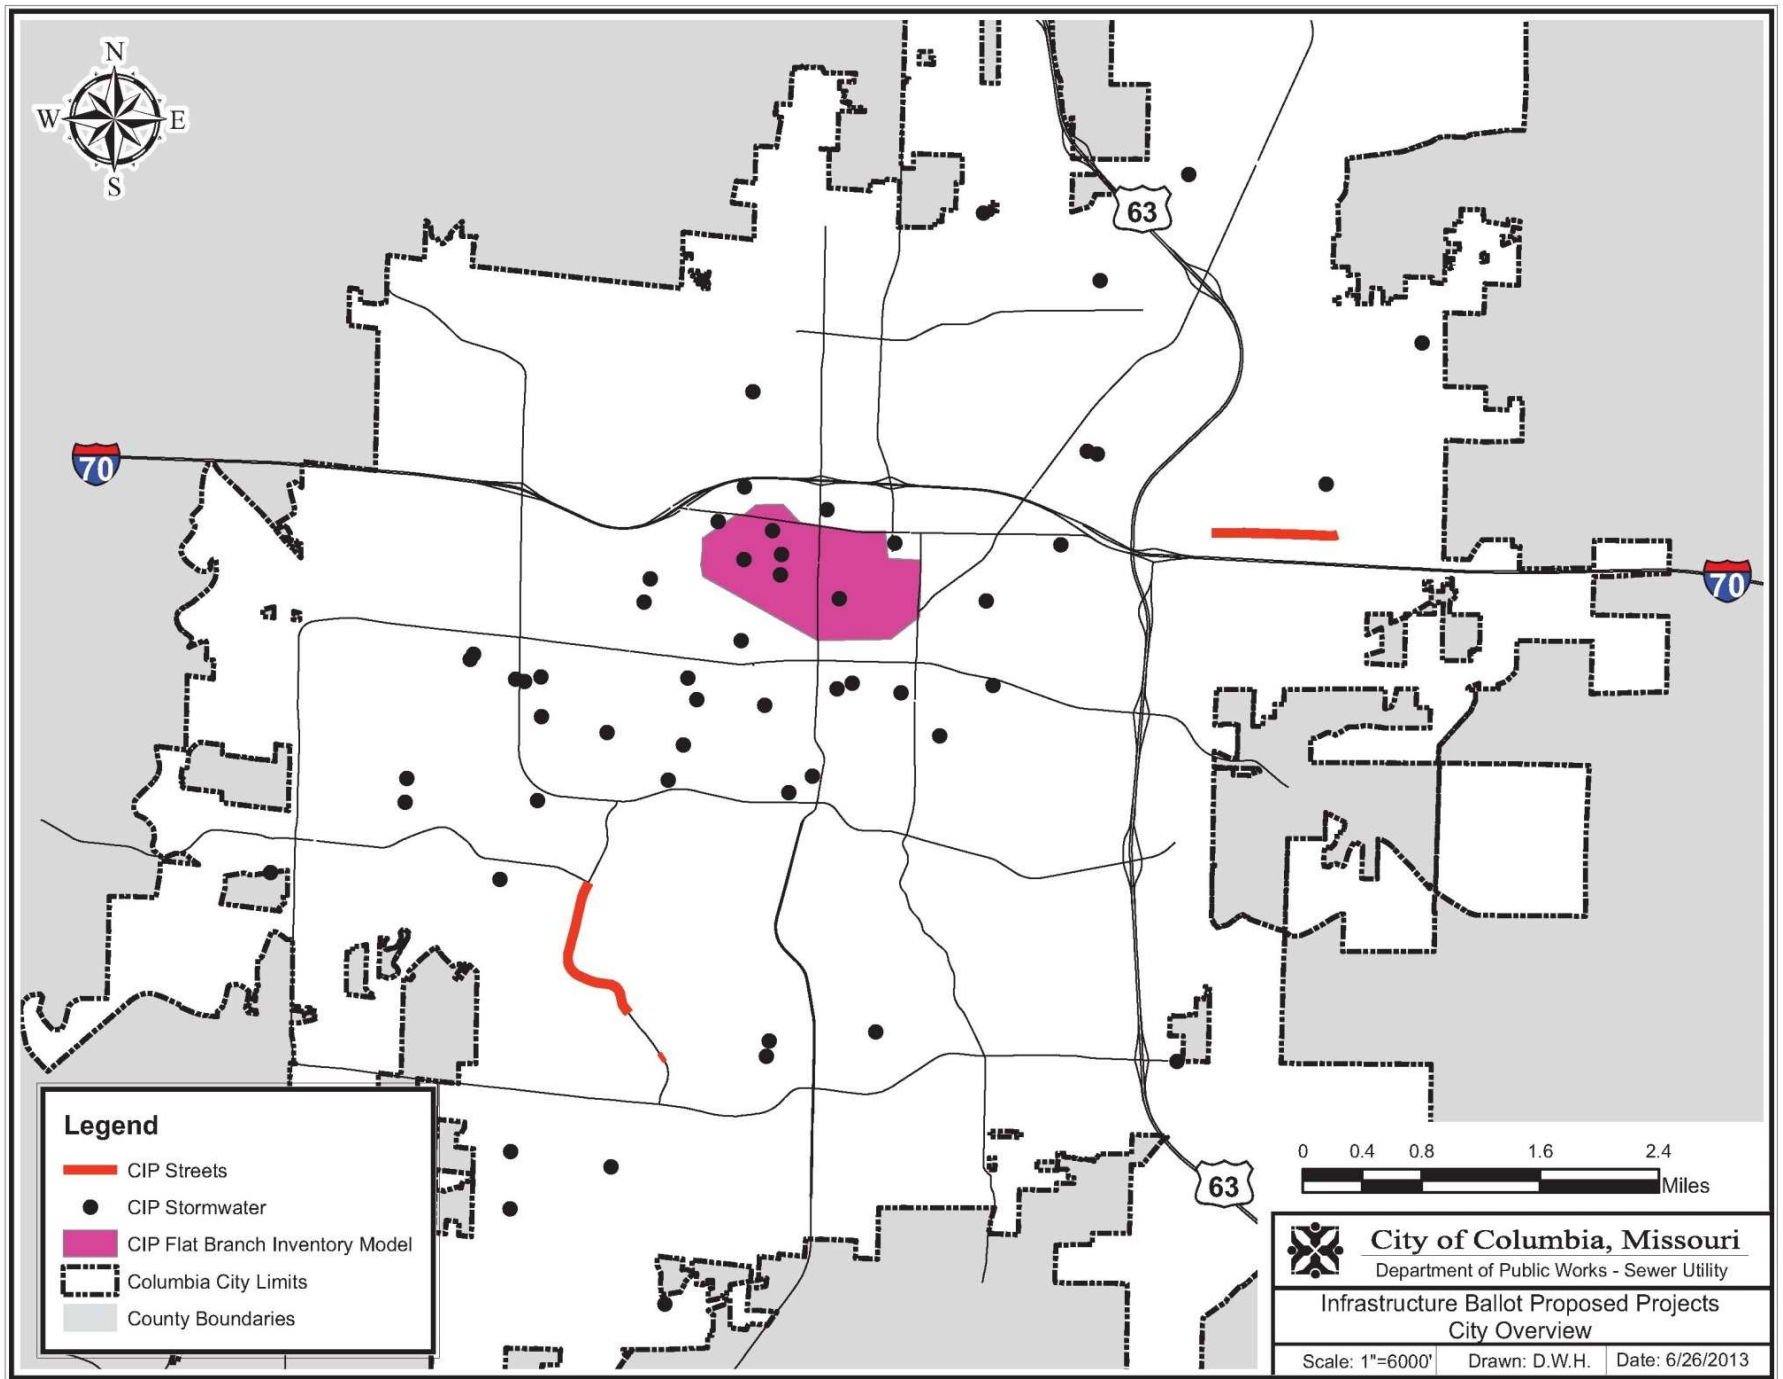 N
W E
S
63
70
70
63
Legend
CIP Streets
CIP Stormwater
CIP Flat Branch Inventory Model
Columbia City Limits
County Boundaries
0 0.4 0.8 1.6 2.4
Miles
City of Columbia, Missouri
Department of Public Works - Sewer Utility
Infrastructure Ballot Proposed Projects
City Overview
Scale: 1"=6000' Drawn: D.W.H. Date: 6/26/2013